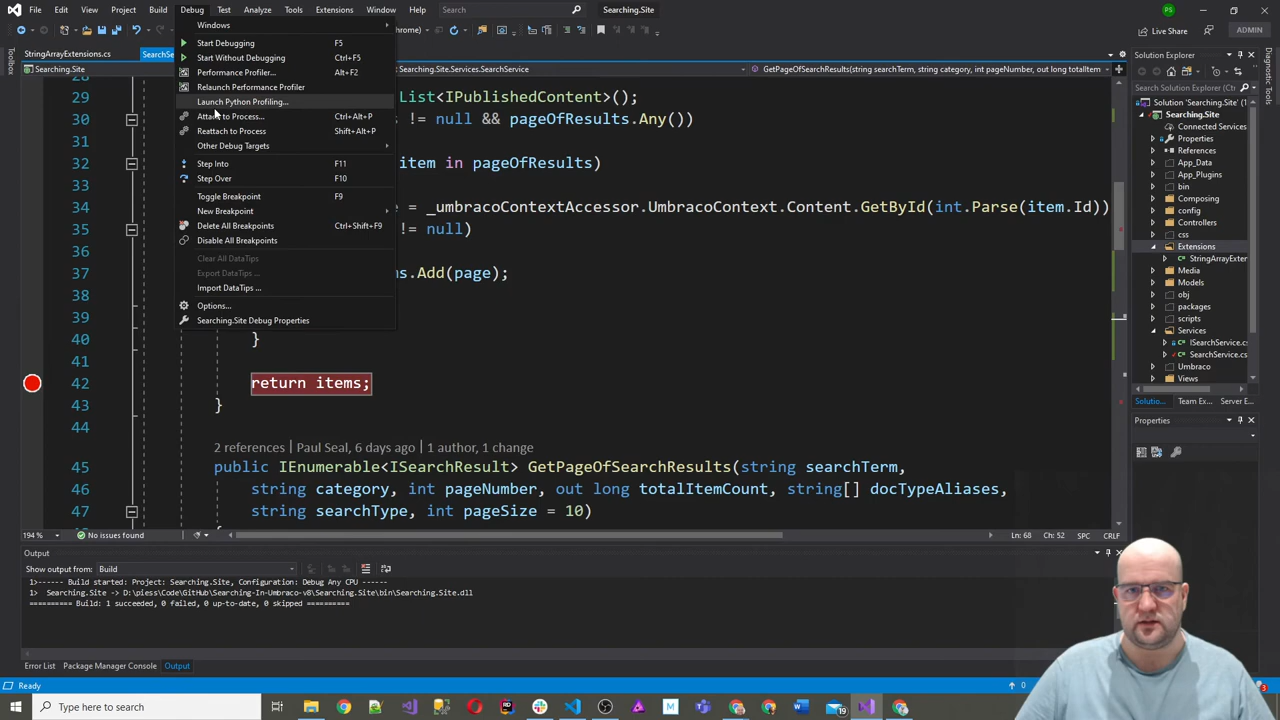 File Edit View Project Build Debug Test Analyze Tools Extensions Window Help Search (Ctrl+Q) Searching.Site PS
Live Share ADMIN
StringArrayExtensions.cs
Searching.Site
Searching.Site.Services.SearchService
GetPageOfSearchResults(string searchTerm, string category, int pageNumber, out long totalItem
Windows
Start Debugging F5
Start Without Debugging Ctrl+F5
Performance Profiler... Alt+F2
Relaunch Performance Profiler
Launch Python Profiling...
Attach to Process... Ctrl+Alt+P
Reattach to Process Shift+Alt+P
Other Debug Targets
Step Into F11
Step Over F10
Toggle Breakpoint F9
New Breakpoint
Delete All Breakpoints Ctrl+Shift+F9
Disable All Breakpoints
Clear All DataTips
Export DataTips ...
Import DataTips ...
Options...
Searching.Site Debug Properties
29 List<IPublishedContent>();
30 s != null && pageOfResults.Any())
31
32 item in pageOfResults)
33
34 = _umbracoContextAccessor.UmbracoContext.Content.GetById(int.Parse(item.Id))
35 != null)
36
37 .Add(page);
38
39
40 }
41
42 return items;
43 }
44
2 references | Paul Seal, 6 days ago | 1 author, 1 change
45 public IEnumerable<ISearchResult> GetPageOfSearchResults(string searchTerm,
46 string category, int pageNumber, out long totalItemCount, string[] docTypeAliases,
47 string searchType, int pageSize = 10)
194 % No issues found Ln: 68 Ch: 52 SPC CRLF
Output
Show output from: Build
1>------ Build started: Project: Searching.Site, Configuration: Debug Any CPU ------
1> Searching.Site -> D:\piess\Code\GitHub\Searching-In-Umbraco-v8\Searching.Site\bin\Searching.Site.dll
========== Build: 1 succeeded, 0 failed, 0 up-to-date, 0 skipped ==========
Error List Package Manager Console Output
Ready
Toolbox
Diagnostic Tools
Solution Explorer
Search Solution Explorer
Searching.Site
Connected Services
Properties
References
App_Data
App_Plugins
bin
Composing
config
Controllers
css
Extensions
StringArrayExter
Media
Models
obj
packages
scripts
Services
ISearchService.c
SearchService.cs
Umbraco
Views
Solutio... Team Ex... Server E...
Properties
Type here to search
19